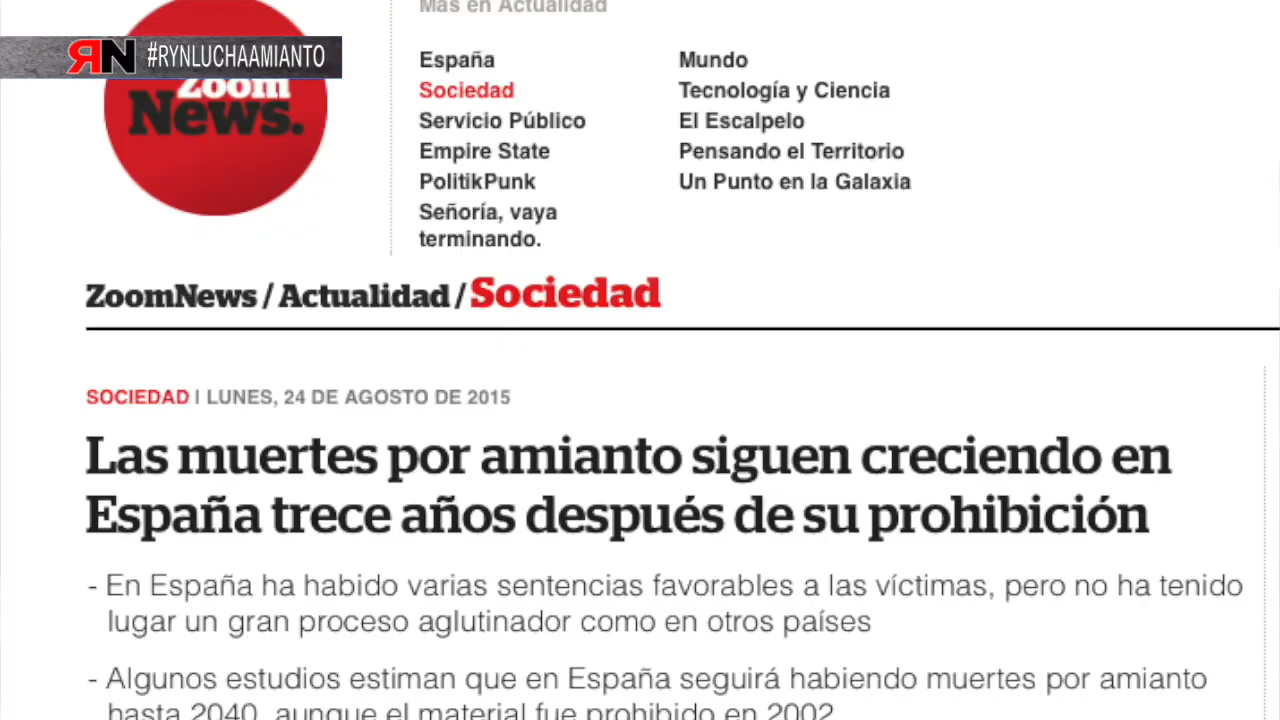 Más en Actualidad
ЯN #RYNLUCHAAMIANTO
zoom
News.
España
Sociedad
Servicio Público
Empire State
PolitikPunk
Señoría, vaya
terminando.
Mundo
Tecnología y Ciencia
El Escalpelo
Pensando el Territorio
Un Punto en la Galaxia
ZoomNews / Actualidad / Sociedad
SOCIEDAD | LUNES, 24 DE AGOSTO DE 2015
Las muertes por amianto siguen creciendo en
España trece años después de su prohibición
- En España ha habido varias sentencias favorables a las víctimas, pero no ha tenido
lugar un gran proceso aglutinador como en otros países
- Algunos estudios estiman que en España seguirá habiendo muertes por amianto
hasta 2040, aunque el material fue prohibido en 2002